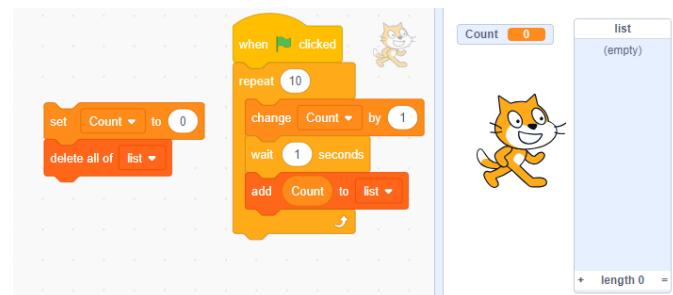 set Count to 0
delete all of list
when clicked
repeat 10
change Count by 1
wait 1 seconds
add Count to list
Count 0
list
(empty)
+ length 0 =